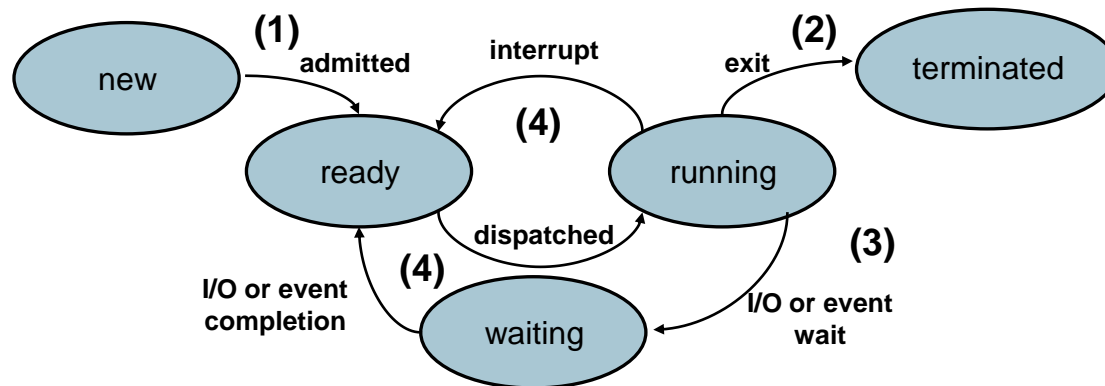 (1)
(2)
interrupt
new
admitted
exit
terminated
(4)
ready
running
dispatched
(3)
(4)
I/O or event
completion
waiting
I/O or event
wait